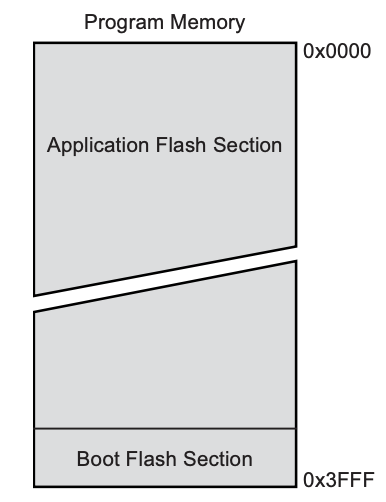 Program Memory
0x0000
Application Flash Section
Boot Flash Section
0x3FFF